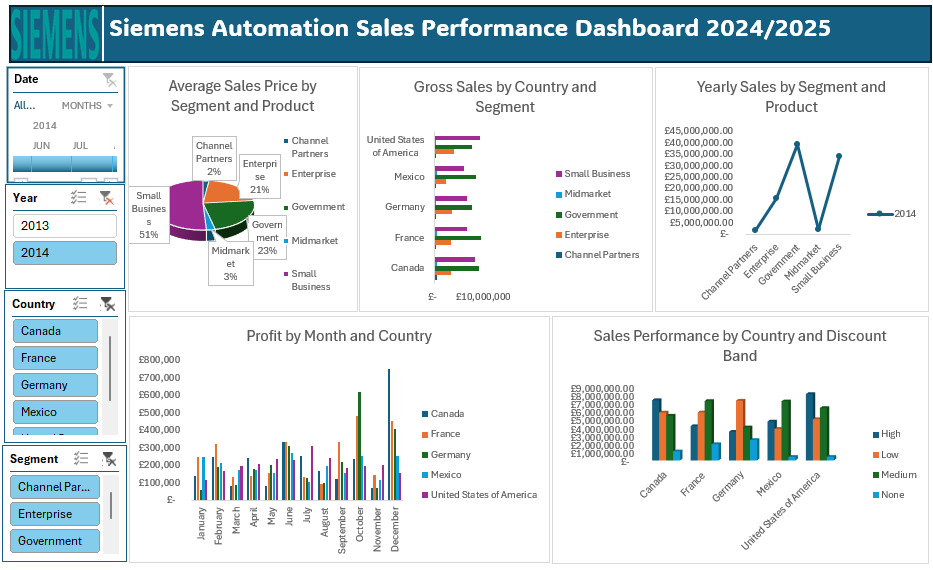 SIEMENS
Siemens Automation Sales Performance Dashboard 2024/2025
Date
All...
MONTHS
2014
JUN
JUL
Year
2013
2014
Country
Canada
France
Germany
Mexico
Segment
Channel Par...
Enterprise
Government
Average Sales Price by
Segment and Product
Channel
Partners
2%
Enterpri
se
21%
Govern
ment
23%
Midmark
et
3%
Small
Busines
s
51%
Channel
Partners
Enterprise
Government
Midmarket
Small
Business
Gross Sales by Country and
Segment
United States
of America
Mexico
Germany
France
Canada
£-
£10,000,000
Small Business
Midmarket
Government
Enterprise
Channel Partners
Yearly Sales by Segment and
Product
£45,000,000.00
£40,000,000.00
£35,000,000.00
£30,000,000.00
£25,000,000.00
£20,000,000.00
£15,000,000.00
£10,000,000.00
£5,000,000.00
£-
Channel Partners
Enterprise
Government
Midmarket
Small Business
2014
Profit by Month and Country
£800,000
£700,000
£600,000
£500,000
£400,000
£300,000
£200,000
£100,000
£-
January
February
March
April
May
June
July
August
September
October
November
December
Canada
France
Germany
Mexico
United States of America
Sales Performance by Country and Discount
Band
£9,000,000.00
£8,000,000.00
£7,000,000.00
£6,000,000.00
£5,000,000.00
£4,000,000.00
£3,000,000.00
£2,000,000.00
£1,000,000.00
£-
Canada
France
Germany
Mexico
United States of America
High
Low
Medium
None